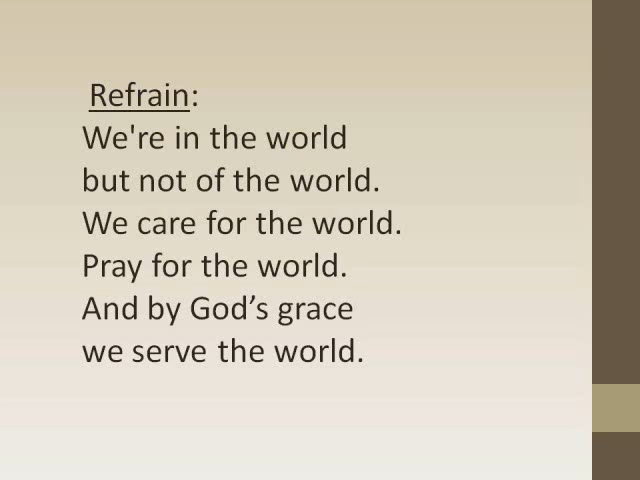 Refrain:
We're in the world
but not of the world.
We care for the world.
Pray for the world.
And by God’s grace
we serve the world.